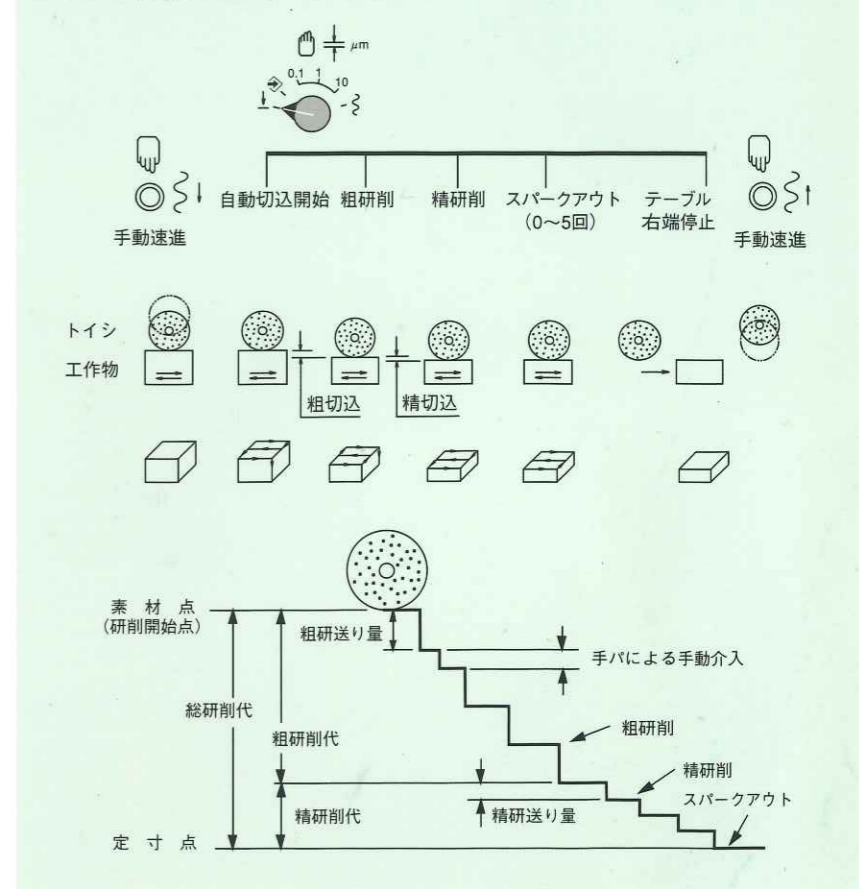 μm
0.1 1 10
自動切込開始 粗研削 精研削 スパークアウト テーブル
(0〜5回) 右端停止
手動速進 手動速進
トイシ
工作物
粗切込 精切込
素材点
(研削開始点)
粗研送り量
手パによる手動介入
総研削代
粗研削
粗研削代
精研削
スパークアウト
精研削代 精研送り量
定寸点